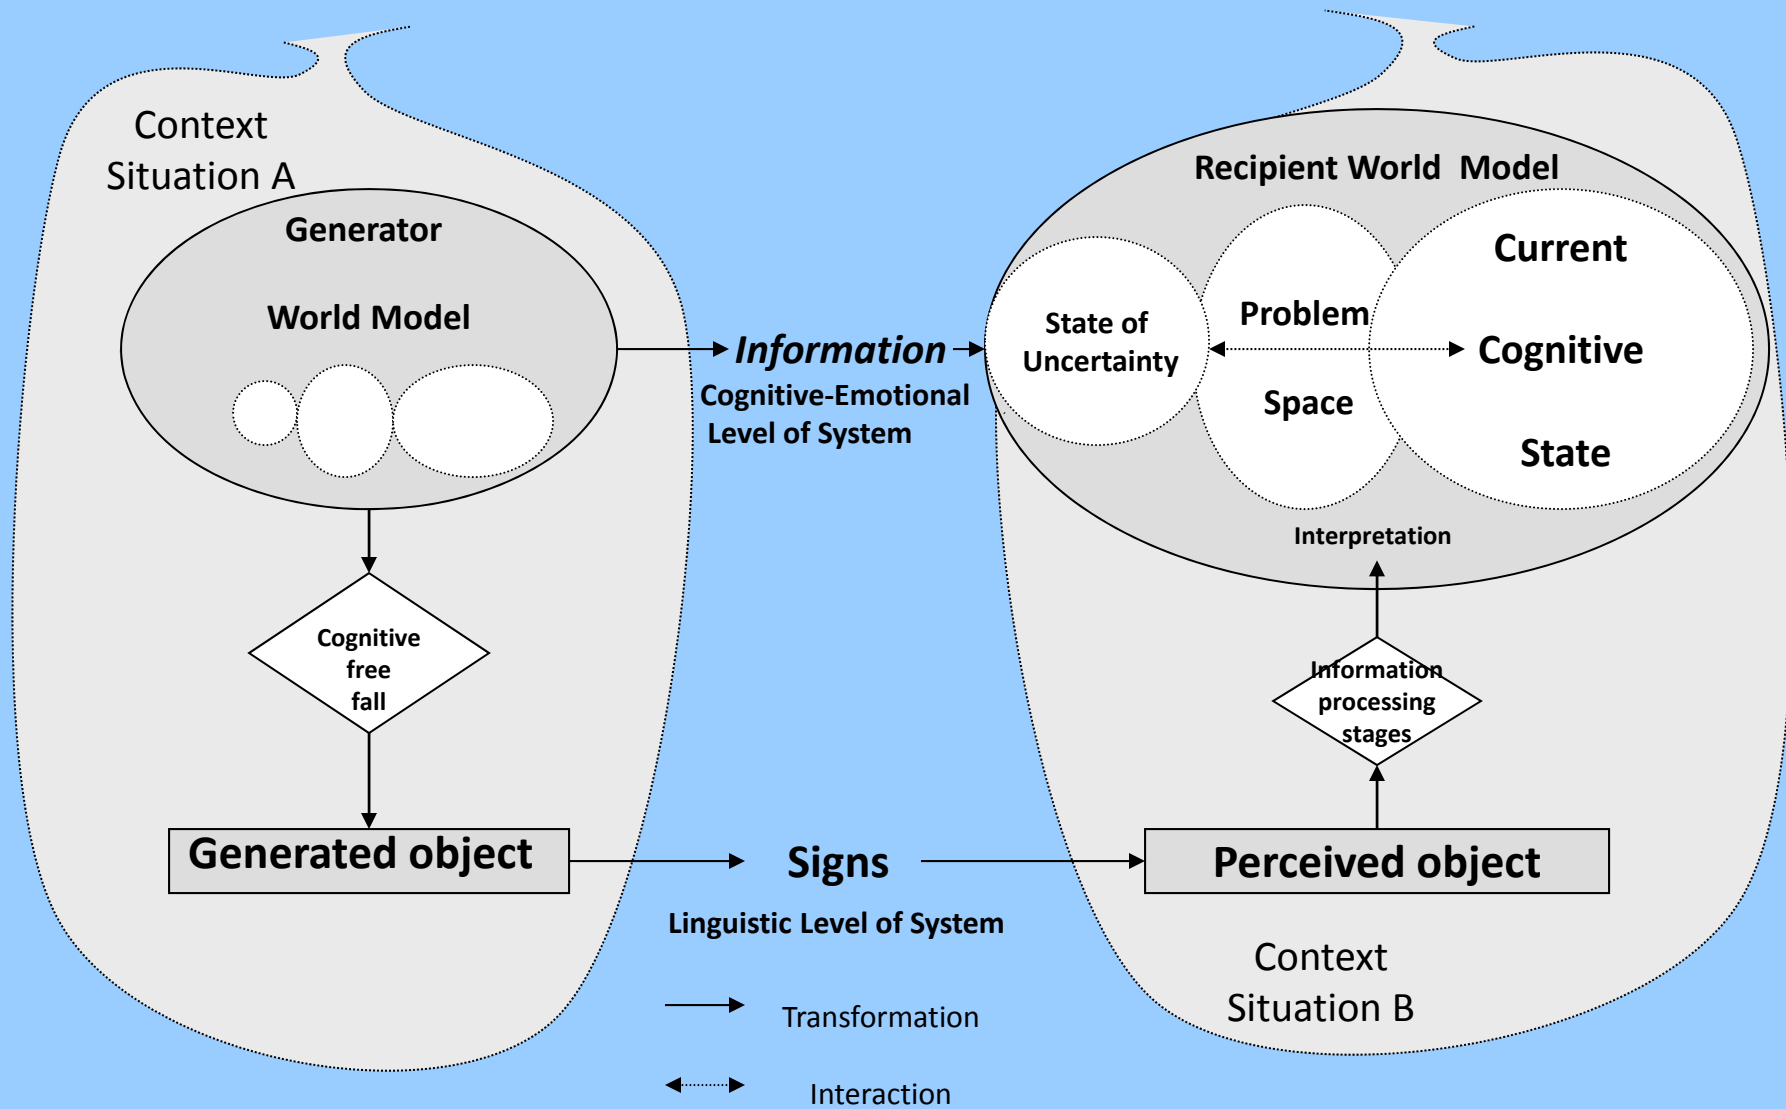 Context
Situation A
Generator
World Model
Cognitive
free
fall
Generated object
Information
Cognitive-Emotional
Level of System
Signs
Linguistic Level of System
Transformation
Interaction
Recipient World Model
State of
Uncertainty
Problem
Space
Current
Cognitive
State
Interpretation
Information
processing
stages
Perceived object
Context
Situation B